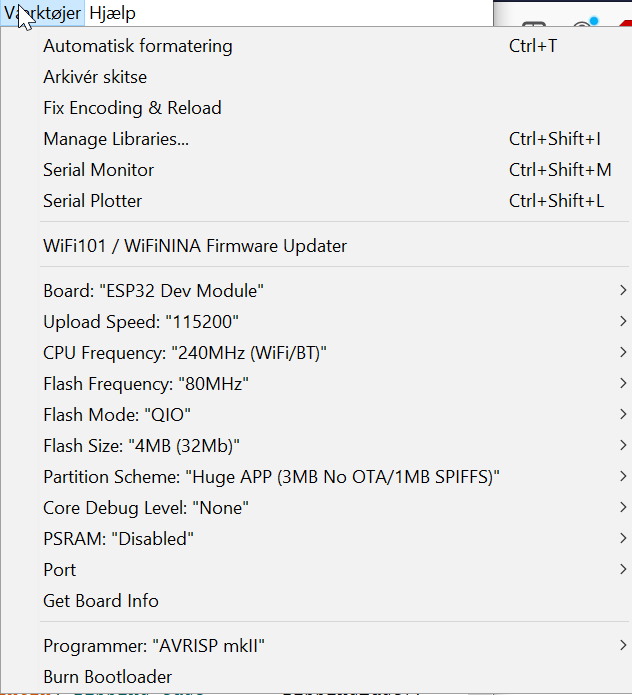 Værktøjer Hjælp
Automatisk formatering Ctrl+T
Arkivér skitse
Fix Encoding & Reload
Manage Libraries... Ctrl+Shift+I
Serial Monitor Ctrl+Shift+M
Serial Plotter Ctrl+Shift+L
WiFi101 / WiFiNINA Firmware Updater
Board: "ESP32 Dev Module"
Upload Speed: "115200"
CPU Frequency: "240MHz (WiFi/BT)"
Flash Frequency: "80MHz"
Flash Mode: "QIO"
Flash Size: "4MB (32Mb)"
Partition Scheme: "Huge APP (3MB No OTA/1MB SPIFFS)"
Core Debug Level: "None"
PSRAM: "Disabled"
Port
Get Board Info
Programmer: "AVRISP mkII"
Burn Bootloader